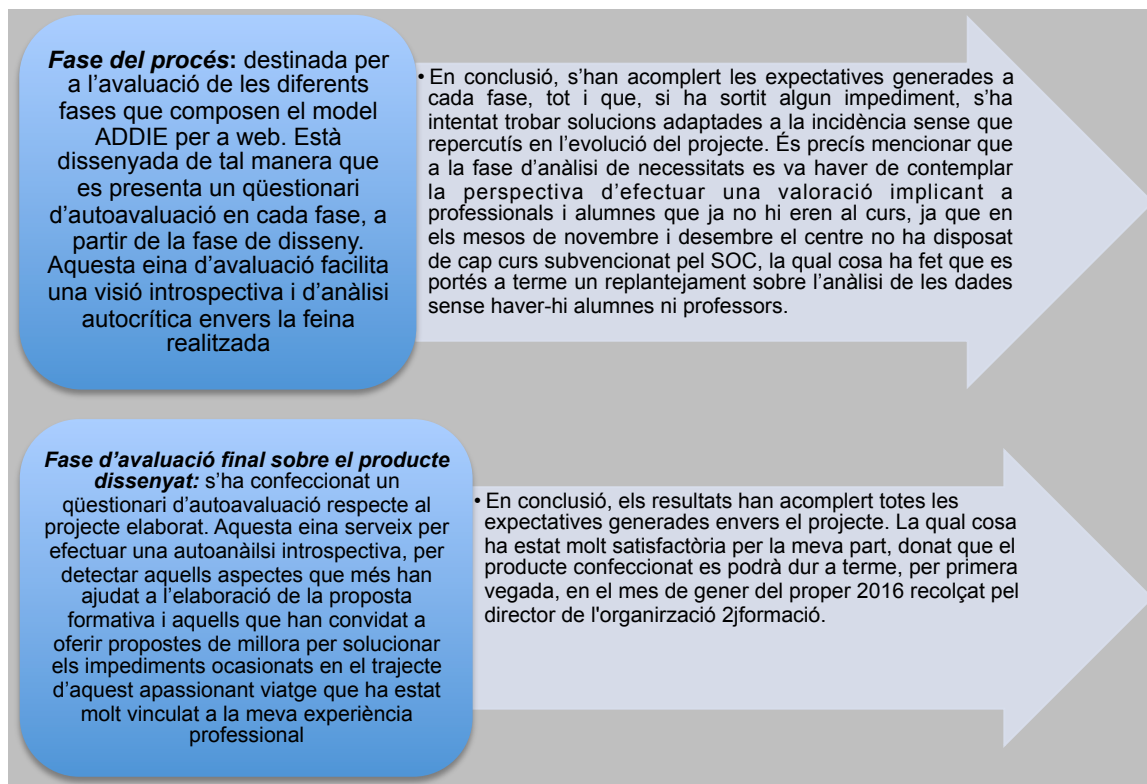 Fase del procés: destinada per
a l’avaluació de les diferents
fases que composen el model
ADDIE per a web. Està
dissenyada de tal manera que
es presenta un qüestionari
d’autoavaluació en cada fase, a
partir de la fase de disseny.
Aquesta eina d’avaluació facilita
una visió introspectiva i d’anàlisi
autocrítica envers la feina
realitzada
• En conclusió, s’han acomplert les expectatives generades a
cada fase, tot i que, si ha sortit algun impediment, s’ha
intentat trobar solucions adaptades a la incidència sense que
repercutís en l’evolució del projecte. És precís mencionar que
a la fase d’anàlisi de necessitats es va haver de contemplar
la perspectiva d’efectuar una valoració implicant a
professionals i alumnes que ja no hi eren al curs, ja que en
els mesos de novembre i desembre el centre no ha disposat
de cap curs subvencionat pel SOC, la qual cosa ha fet que es
portés a terme un replantejament sobre l’anàlisi de les dades
sense haver-hi alumnes ni professors.
Fase d’avaluació final sobre el producte
dissenyat: s’ha confeccionat un
qüestionari d’autoavaluació respecte al
projecte elaborat. Aquesta eina serveix per
efectuar una autoanàilsi introspectiva, per
detectar aquells aspectes que més han
ajudat a l’elaboració de la proposta
formativa i aquells que han convidat a
oferir propostes de millora per solucionar
els impediments ocasionats en el trajecte
d’aquest apassionant viatge que ha estat
molt vinculat a la meva experiència
professional
• En conclusió, els resultats han acomplert totes les
expectatives generades envers el projecte. La qual cosa
ha estat molt satisfactòria per la meva part, donat que el
producte confeccionat es podrà dur a terme, per primera
vegada, en el mes de gener del proper 2016 recolçat pel
director de l'organirzació 2jformació.